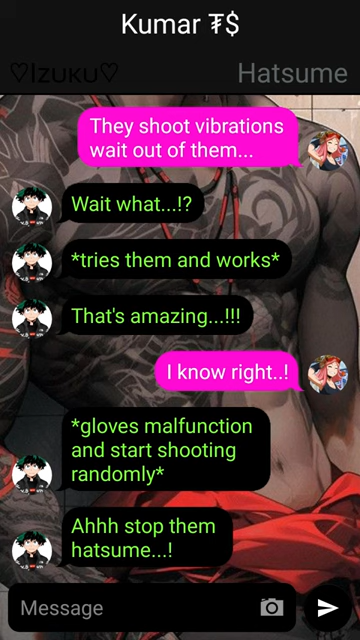 Kumar ₮$
♡Izuku♡
Hatsume
They shoot vibrations
wait out of them...
Wait what...!?
*tries them and works*
That's amazing...!!!
I know right..!
*gloves malfunction
and start shooting
randomly*
Ahhh stop them
hatsume...!
Message